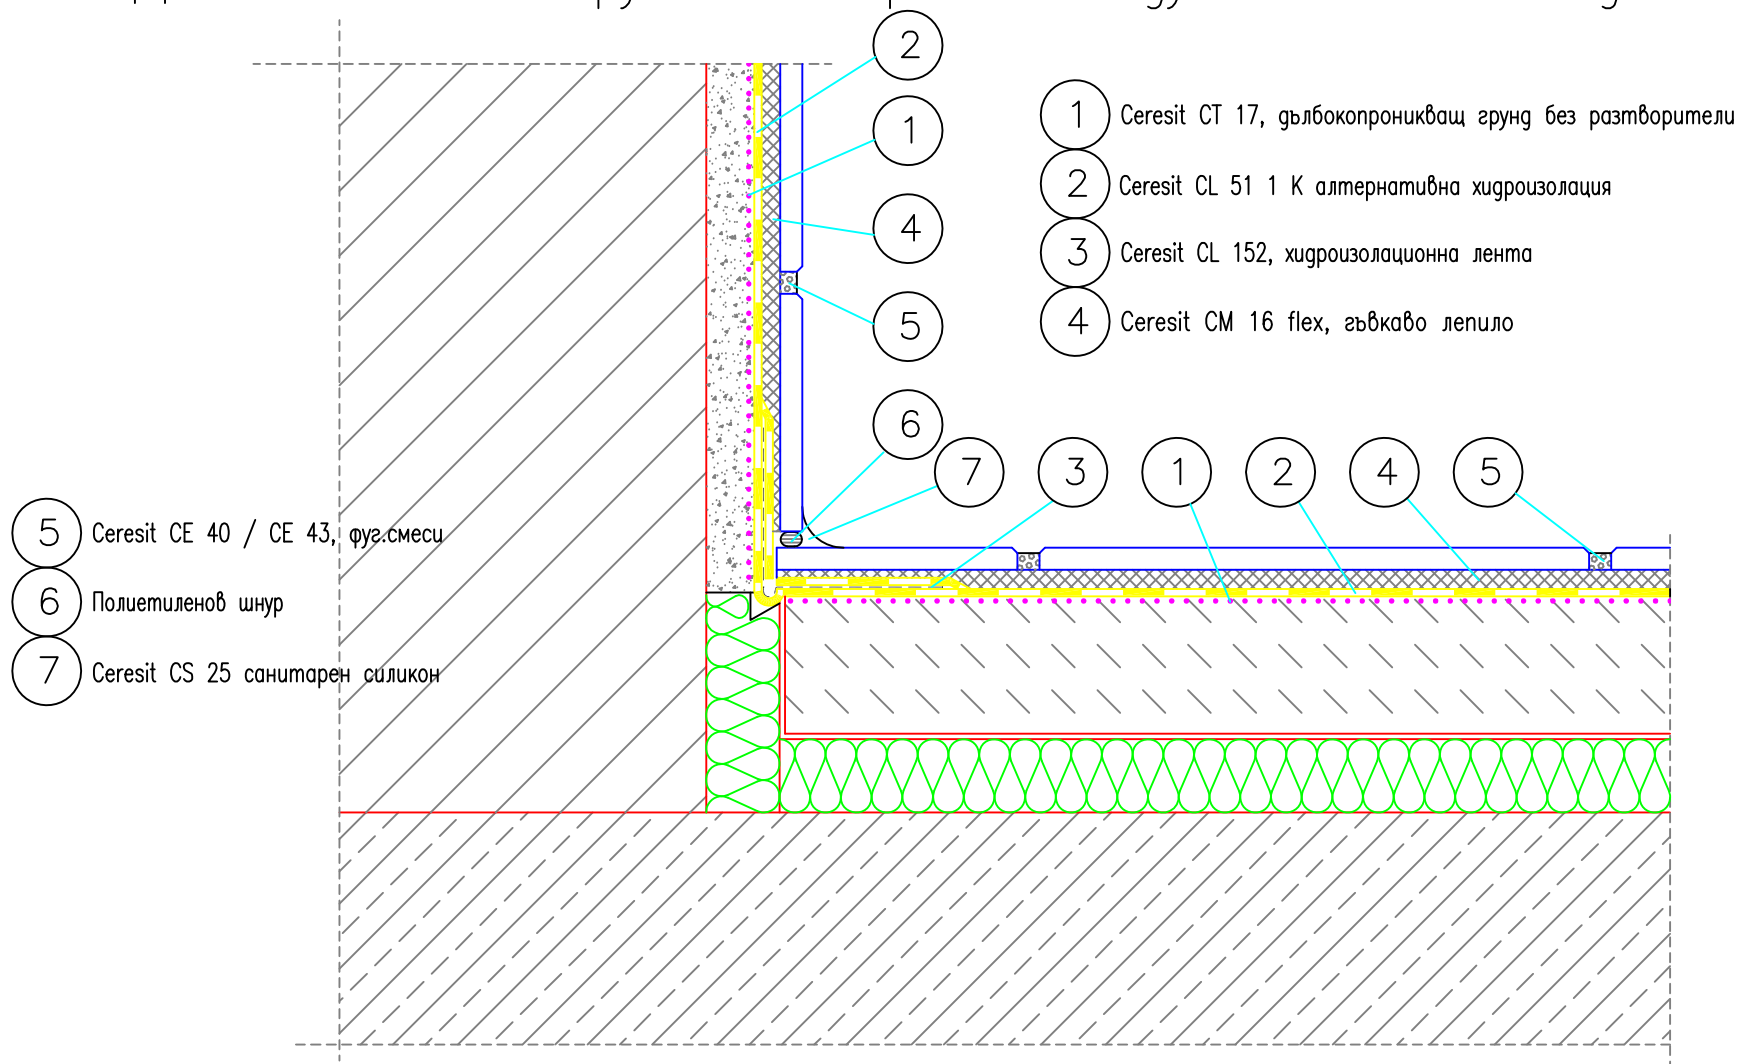 2
1
4
5
6
7
3
1
2
4
5
1 Ceresit CT 17, дълбокопроникващ грунд без разтворители
2 Ceresit CL 51 1 К алтернативна хидроизолация
3 Ceresit CL 152, хидроизолационна лента
4 Ceresit CM 16 flex, гъвкаво лепило
5 Ceresit CE 40 / CE 43, фуг.смеси
6 Полиетиленов шнур
7 Ceresit CS 25 санитарен силикон